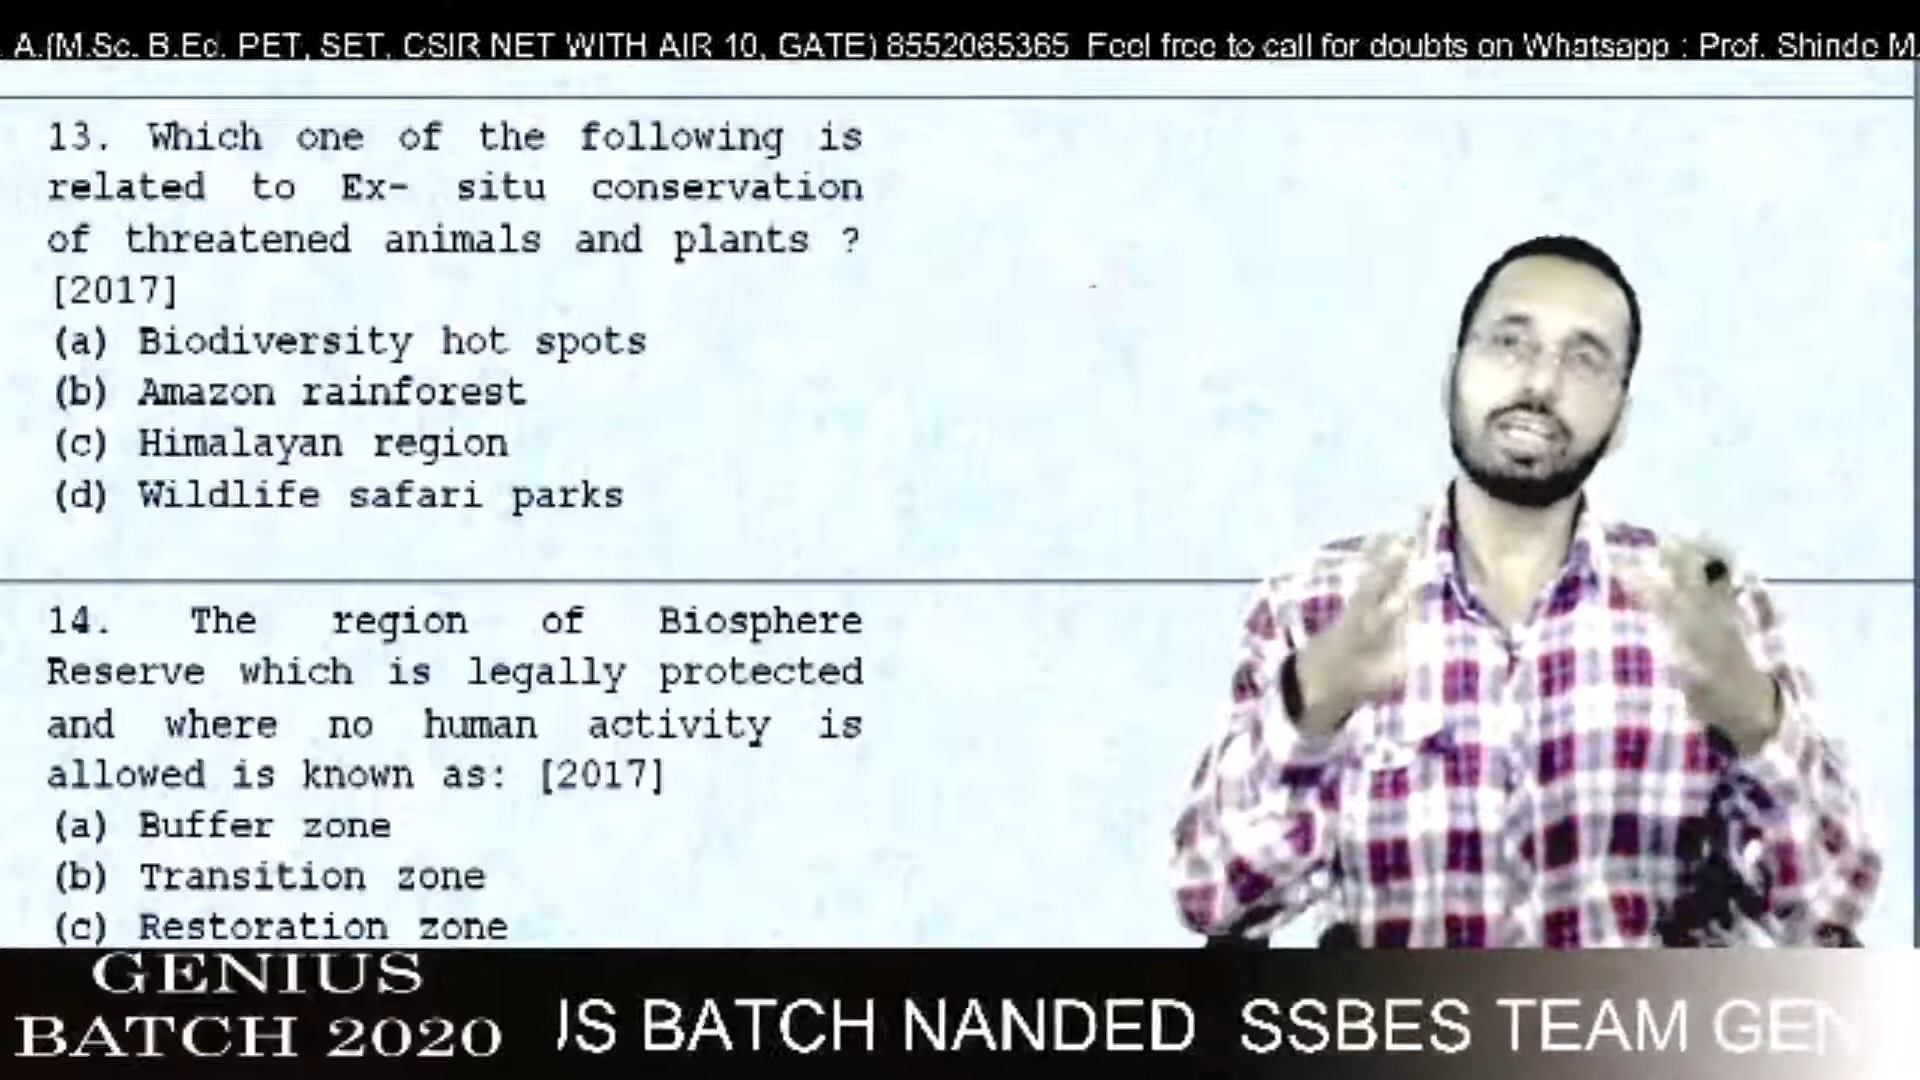 A.(M.Sc. B.Ed. PET, SET, CSIR NET WITH AIR 10, GATE) 8552065365 Feel free to call for doubts on Whatsapp : Prof. Shinde M.
13. Which one of the following is
related to Ex- situ conservation
of threatened animals and plants ?
[2017]
(a) Biodiversity hot spots
(b) Amazon rainforest
(c) Himalayan region
(d) Wildlife safari parks
14. The region of Biosphere
Reserve which is legally protected
and where no human activity is
allowed is known as: [2017]
(a) Buffer zone
(b) Transition zone
(c) Restoration zone
GENIUS
BATCH 2020
US BATCH NANDED SSBES TEAM GEN